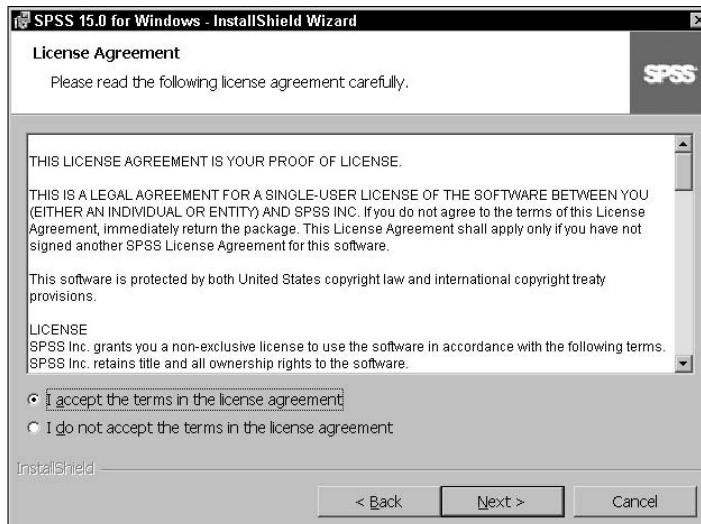 SPSS 15.0 for Windows - InstallShield Wizard
License Agreement
Please read the following license agreement carefully.
SPSS
THIS LICENSE AGREEMENT IS YOUR PROOF OF LICENSE.
THIS IS A LEGAL AGREEMENT FOR A SINGLE-USER LICENSE OF THE SOFTWARE BETWEEN YOU
(EITHER AN INDIVIDUAL OR ENTITY) AND SPSS INC. If you do not agree to the terms of this License
Agreement, immediately return the package. This License Agreement shall apply only if you have not
signed another SPSS License Agreement for this software.
This software is protected by both United States copyright law and international copyright treaty
provisions.
LICENSE
SPSS Inc. grants you a non-exclusive license to use the software in accordance with the following terms.
SPSS Inc. retains title and all ownership rights to the software.
I accept the terms in the license agreement
I do not accept the terms in the license agreement
InstallShield
< Back
Next >
Cancel